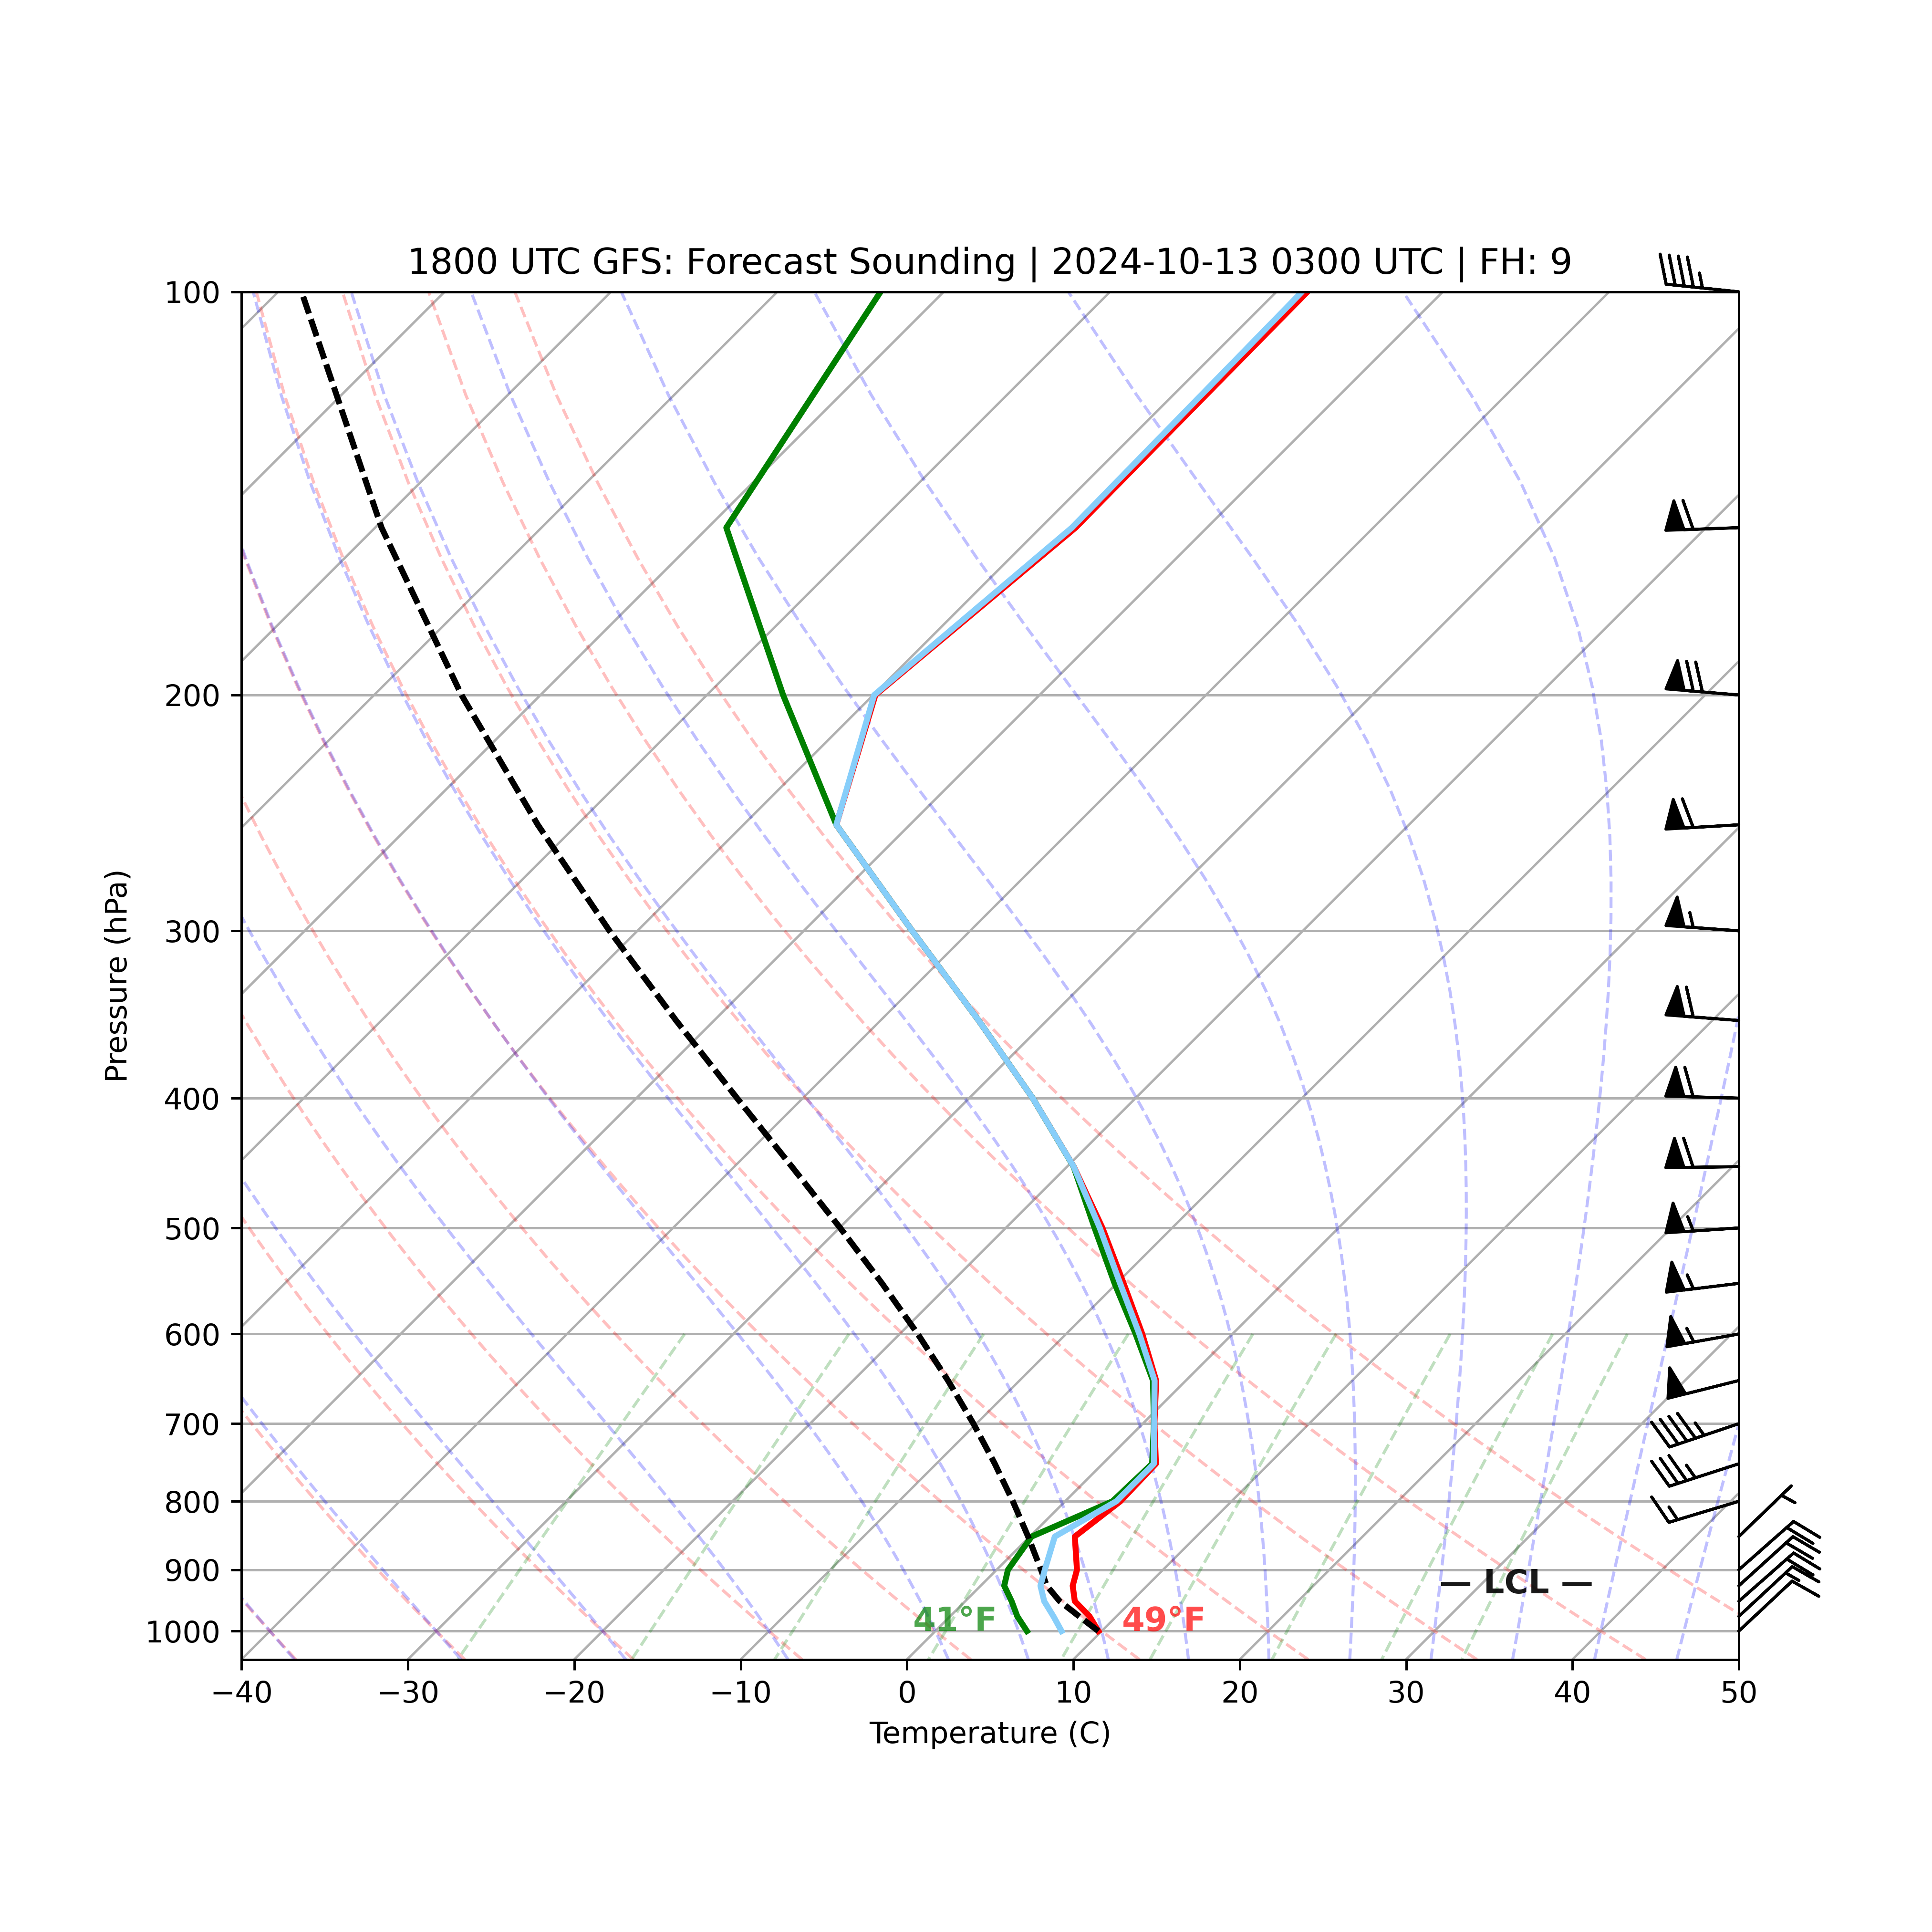 1800 UTC GFS: Forecast Sounding | 2024-10-13 0300 UTC | FH: 9
100
200
300
400
500
600
700
800
900
1000
Pressure (hPa)
— LCL —
41°F
49°F
−40 −30 −20 −10 0 10 20 30 40 50
Temperature (C)